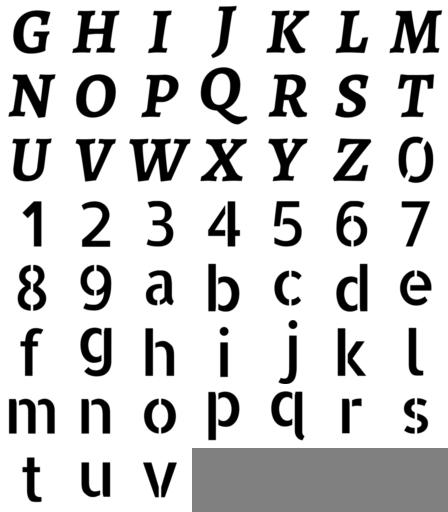 G H I J K L M
N O P Q R S T
U V W X Y Z 0
1 2 3 4 5 6 7
8 9 a b c d e
f g h i j k l
m n o p q r s
t u v